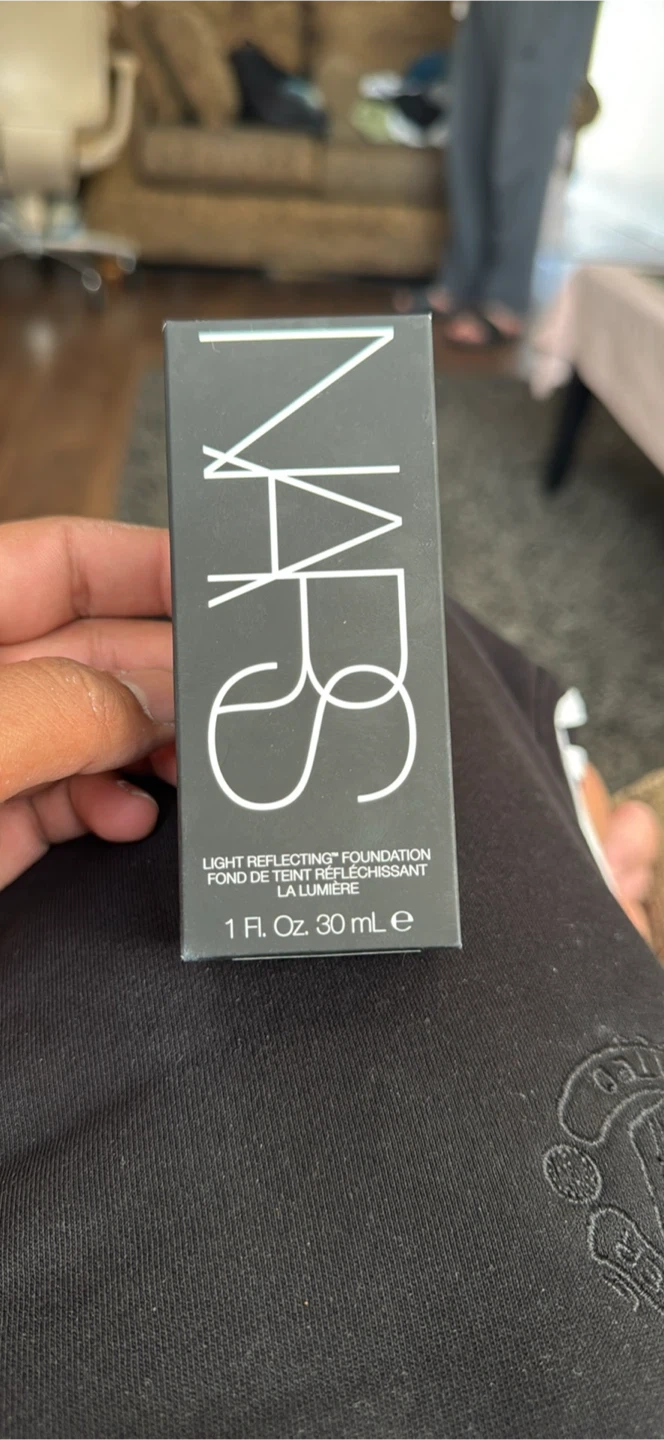 NARS
LIGHT REFLECTING™ FOUNDATION
FOND DE TEINT RÉFLÉCHISSANT
LA LUMIÈRE
1 Fl. Oz. 30 mL ℮